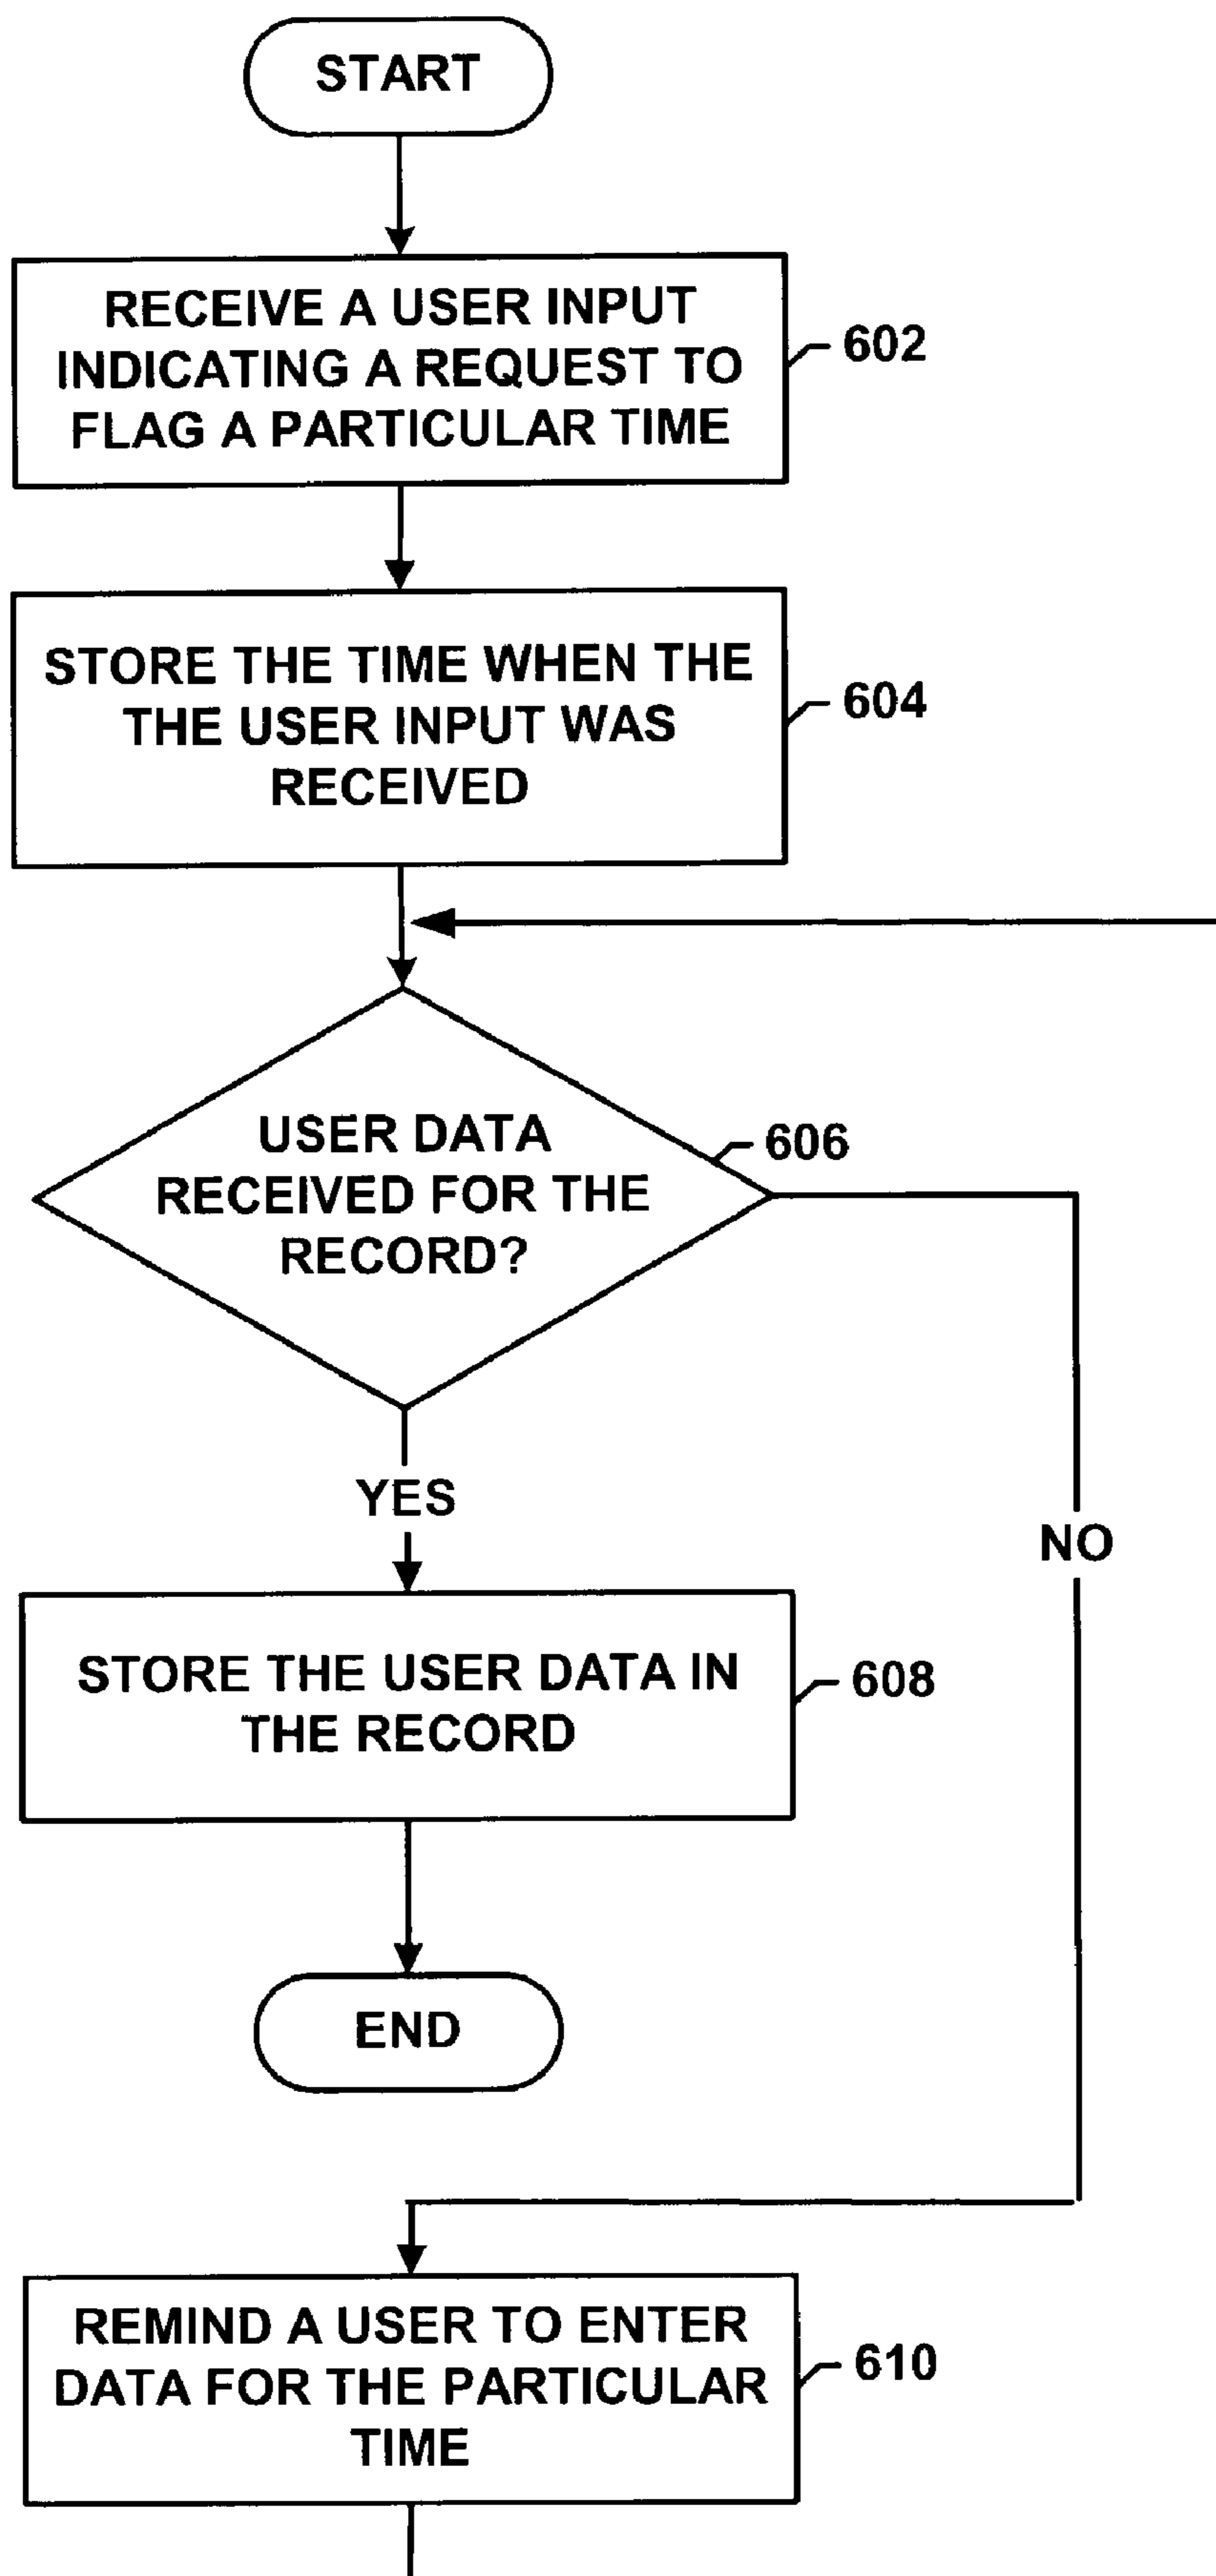 START
RECEIVE A USER INPUT
INDICATING A REQUEST TO
FLAG A PARTICULAR TIME
602
STORE THE TIME WHEN THE
THE USER INPUT WAS
RECEIVED
604
USER DATA
RECEIVED FOR THE
RECORD?
606
YES
NO
STORE THE USER DATA IN
THE RECORD
608
END
REMIND A USER TO ENTER
DATA FOR THE PARTICULAR
TIME
610